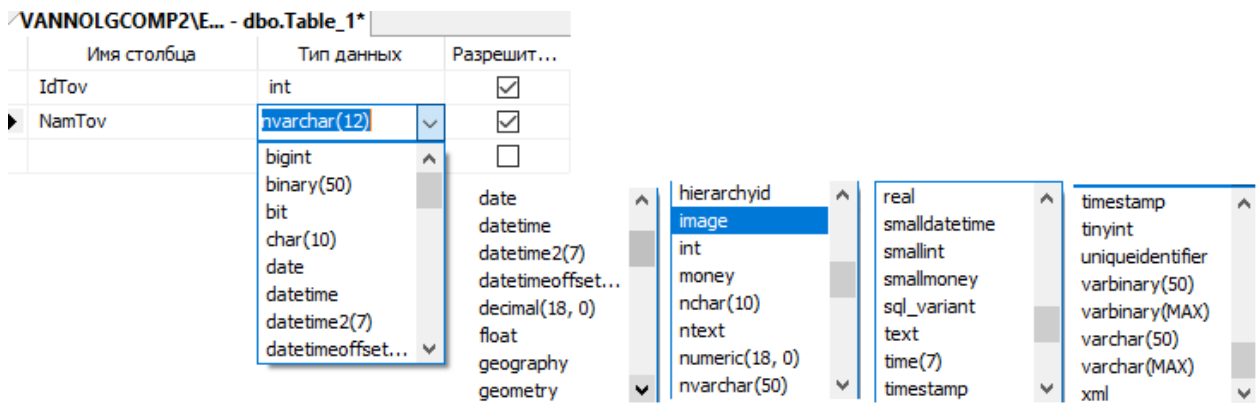 VANNOLGCOMP2\E... - dbo.Table_1*
Имя столбца Тип данных Разрешит...
IdTov int
NamTov nvarchar(12)
bigint
binary(50)
bit
char(10)
date
datetime
datetime2(7)
datetimeoffset...
date
datetime
datetime2(7)
datetimeoffset...
decimal(18, 0)
float
geography
geometry
hierarchyid
image
int
money
nchar(10)
ntext
numeric(18, 0)
nvarchar(50)
real
smalldatetime
smallint
smallmoney
sql_variant
text
time(7)
timestamp
timestamp
tinyint
uniqueidentifier
varbinary(50)
varbinary(MAX)
varchar(50)
varchar(MAX)
xml